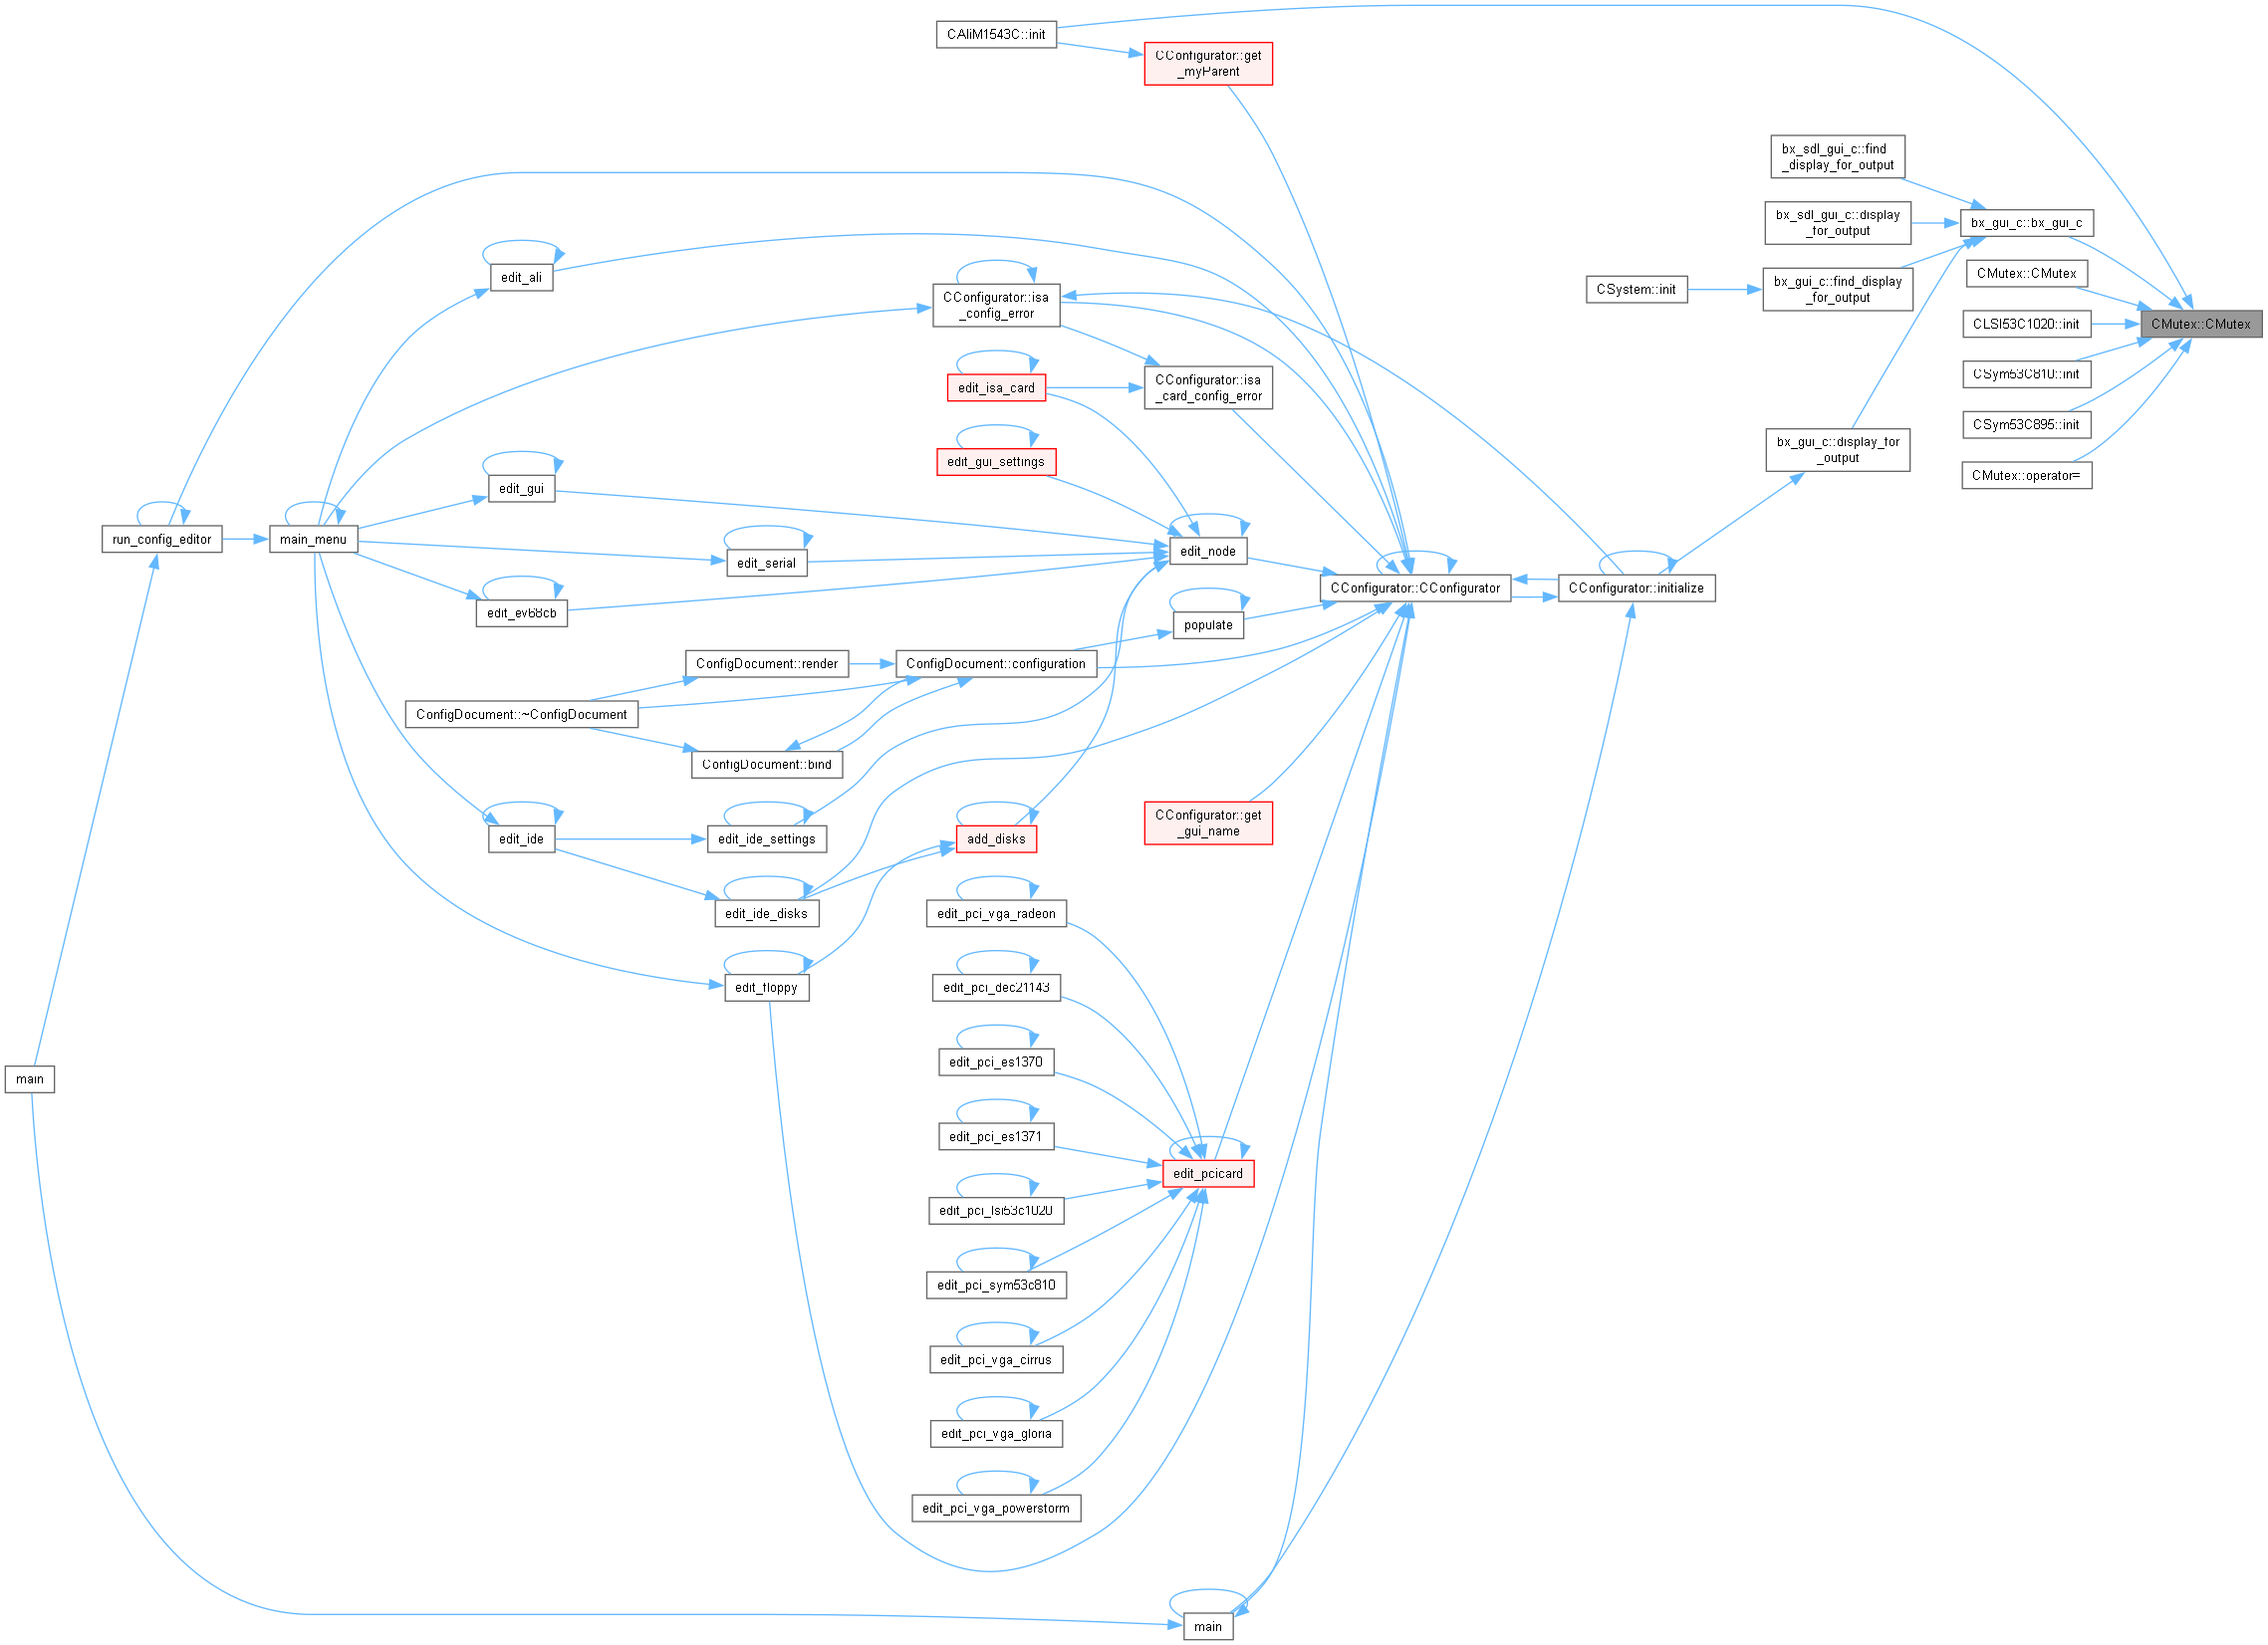 CAliM1543C::init
CConfigurator::get
_myParent
bx_sdl_gui_c::find
_display_for_output
bx_sdl_gui_c::display
_for_output
bx_gui_c::bx_gui_c
CMutex::CMutex
CSystem::init
bx_gui_c::find_display
_for_output
CLSI53C1020::init
CMutex::CMutex
CSym53C810::init
CSym53C895::init
CMutex::operator=
bx_gui_c::display_for
_output
edit_ali
CConfigurator::isa
_config_error
edit_isa_card
CConfigurator::isa
_card_config_error
edit_gui_settings
edit_gui
run_config_editor
main_menu
edit_serial
edit_node
edit_ev68cb
populate
CConfigurator::CConfigurator
CConfigurator::initialize
ConfigDocument::render
ConfigDocument::configuration
ConfigDocument::~ConfigDocument
ConfigDocument::bind
CConfigurator::get
_gui_name
edit_ide
edit_ide_settings
add_disks
edit_ide_disks
edit_pci_vga_radeon
edit_floppy
edit_pci_dec21143
main
edit_pci_es1370
edit_pci_es1371
edit_pcicard
edit_pci_lsi53c1020
edit_pci_sym53c810
edit_pci_vga_cirrus
edit_pci_vga_gloria
edit_pci_vga_powerstorm
main